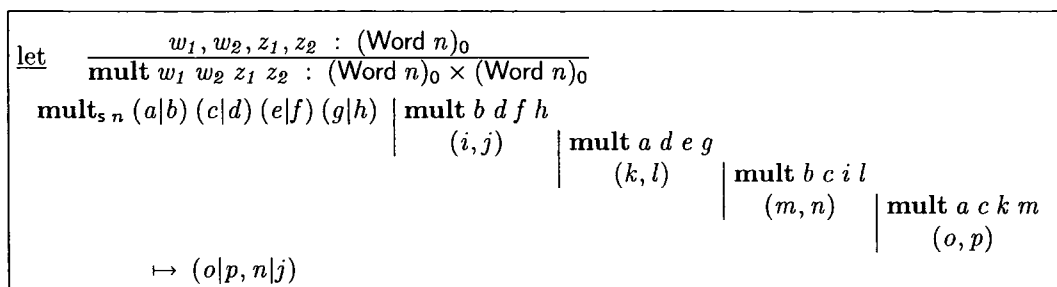 let w₁, w₂, z₁, z₂ : (Word n)₀
mult w₁ w₂ z₁ z₂ : (Word n)₀ × (Word n)₀
mult_{s n} (a|b) (c|d) (e|f) (g|h) | mult b d f h
(i, j) | mult a d e g
(k, l) | mult b c i l
(m, n) | mult a c k m
(o, p)
↦ (o|p, n|j)